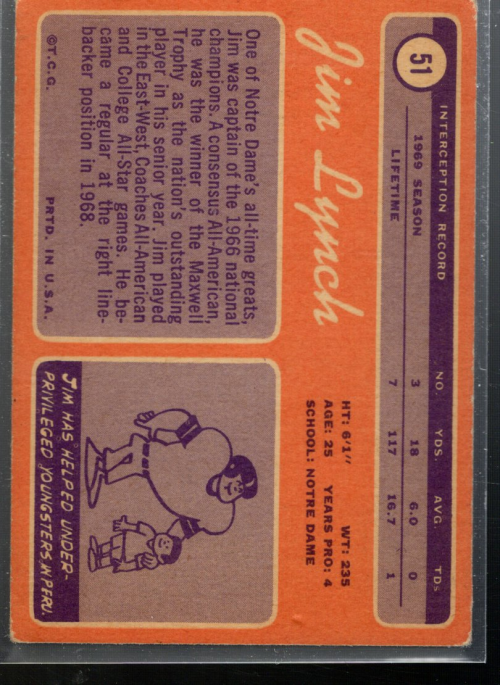 51
INTERCEPTION RECORD NO. YDS. AVG. TDs
1969 SEASON 3 18 6.0 0
LIFETIME 7 117 16.7 1
Jim Lynch
HT: 6'1" WT: 235
AGE: 25 YEARS PRO: 4
SCHOOL: NOTRE DAME
One of Notre Dame's all-time greats,
Jim was captain of the 1966 national
champions. A consensus All-American,
he was the winner of the Maxwell
Trophy as the nation's outstanding
player in his senior year. Jim played
in the East-West, Coaches All-American
and College All-Star games. He be-
came a regular at the right line-
backer position in 1968.
©T.C.G. PRTD. IN U.S.A.
JIM HAS HELPED UNDER-
PRIVILEGED YOUNGSTERS IN PERU.